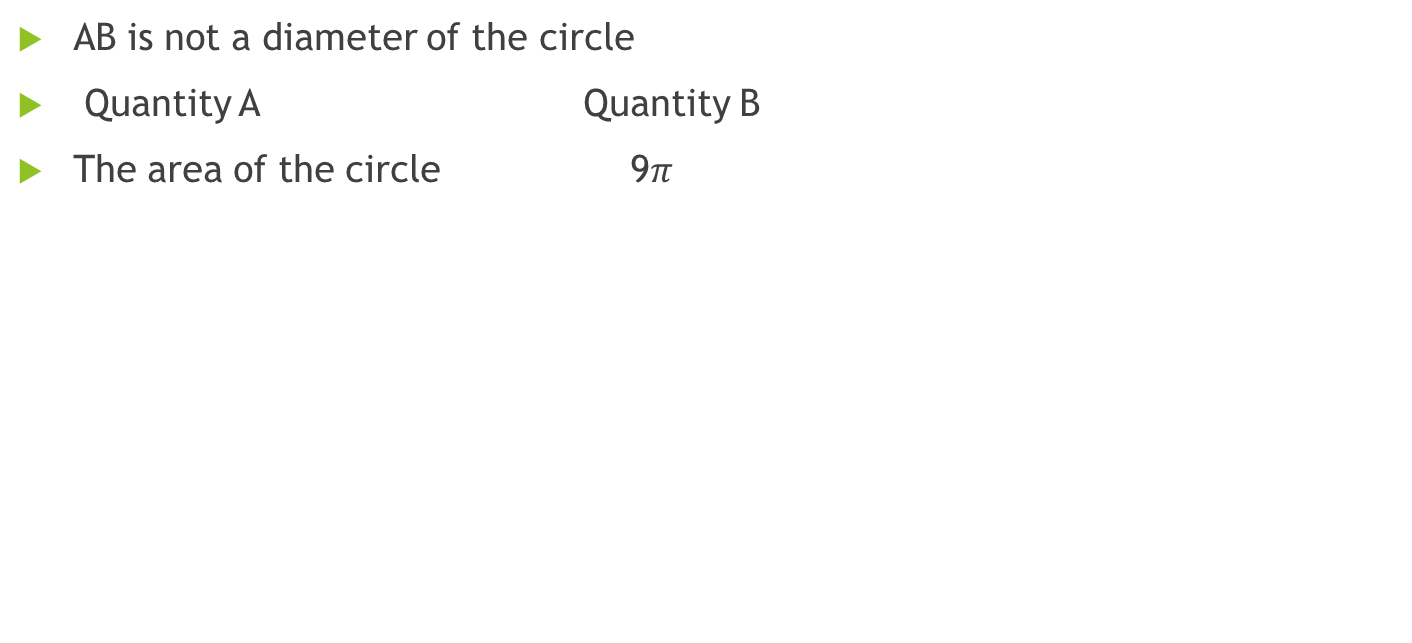 AB is not a diameter of the circle
Quantity A Quantity B
The area of the circle 9𝜋